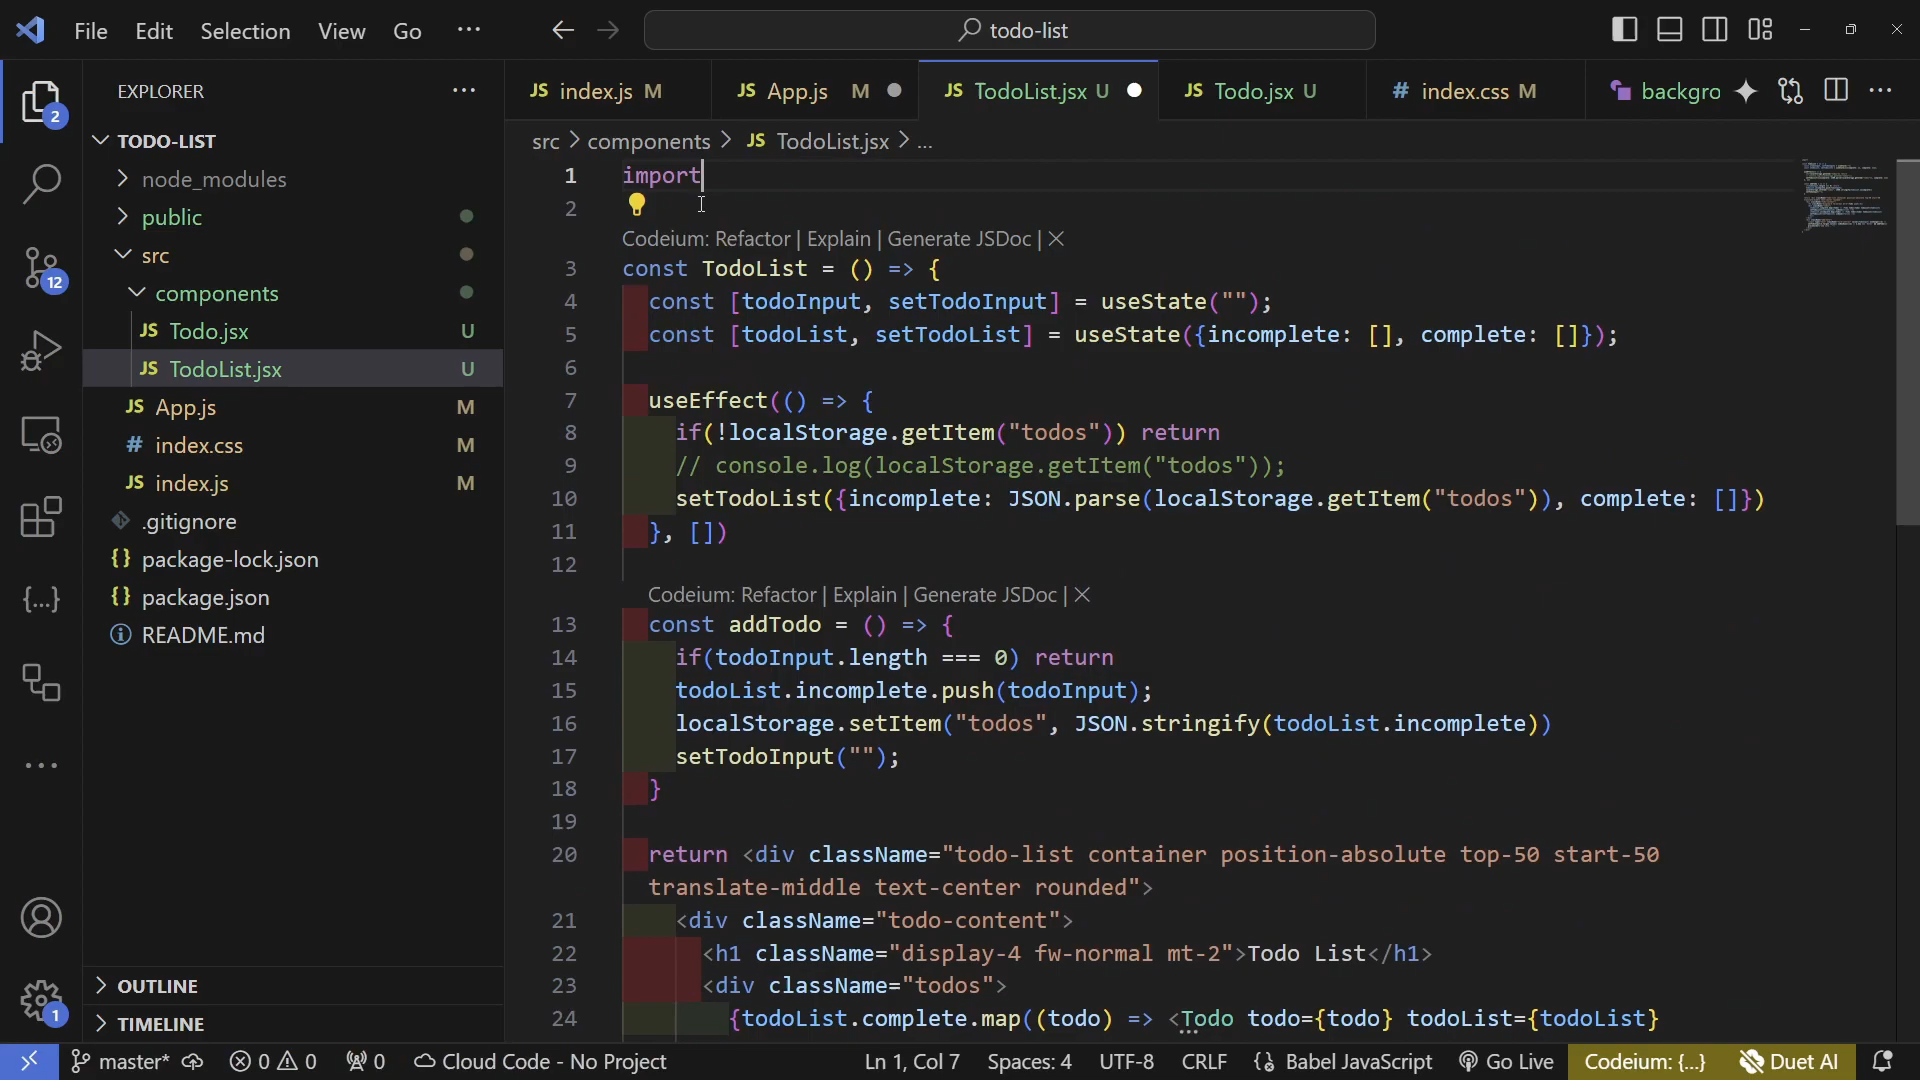 File Edit Selection View Go ··· todo-list
EXPLORER ···
TODO-LIST
node_modules
public
src
components
JS Todo.jsx U
JS TodoList.jsx U
JS App.js M
# index.css M
JS index.js M
.gitignore
{} package-lock.json
{} package.json
README.md
OUTLINE
TIMELINE
2
12
1
JS index.js M JS App.js M JS TodoList.jsx U JS Todo.jsx U # index.css M backgro
src > components > JS TodoList.jsx > ...
1 import
2
Codeium: Refactor | Explain | Generate JSDoc | ×
3 const TodoList = () => {
4 const [todoInput, setTodoInput] = useState("");
5 const [todoList, setTodoList] = useState({incomplete: [], complete: []});
6
7 useEffect(() => {
8 if(!localStorage.getItem("todos")) return
9 // console.log(localStorage.getItem("todos"));
10 setTodoList({incomplete: JSON.parse(localStorage.getItem("todos")), complete: []})
11 }, [])
12
Codeium: Refactor | Explain | Generate JSDoc | ×
13 const addTodo = () => {
14 if(todoInput.length === 0) return
15 todoList.incomplete.push(todoInput);
16 localStorage.setItem("todos", JSON.stringify(todoList.incomplete))
17 setTodoInput("");
18 }
19
20 return <div className="todo-list container position-absolute top-50 start-50
translate-middle text-center rounded">
21 <div className="todo-content">
22 <h1 className="display-4 fw-normal mt-2">Todo List</h1>
23 <div className="todos">
24 {todoList.complete.map((todo) => <Todo todo={todo} todoList={todoList}
master* 0 0 0 Cloud Code - No Project Ln 1, Col 7 Spaces: 4 UTF-8 CRLF {} Babel JavaScript Go Live Codeium: {...} Duet AI